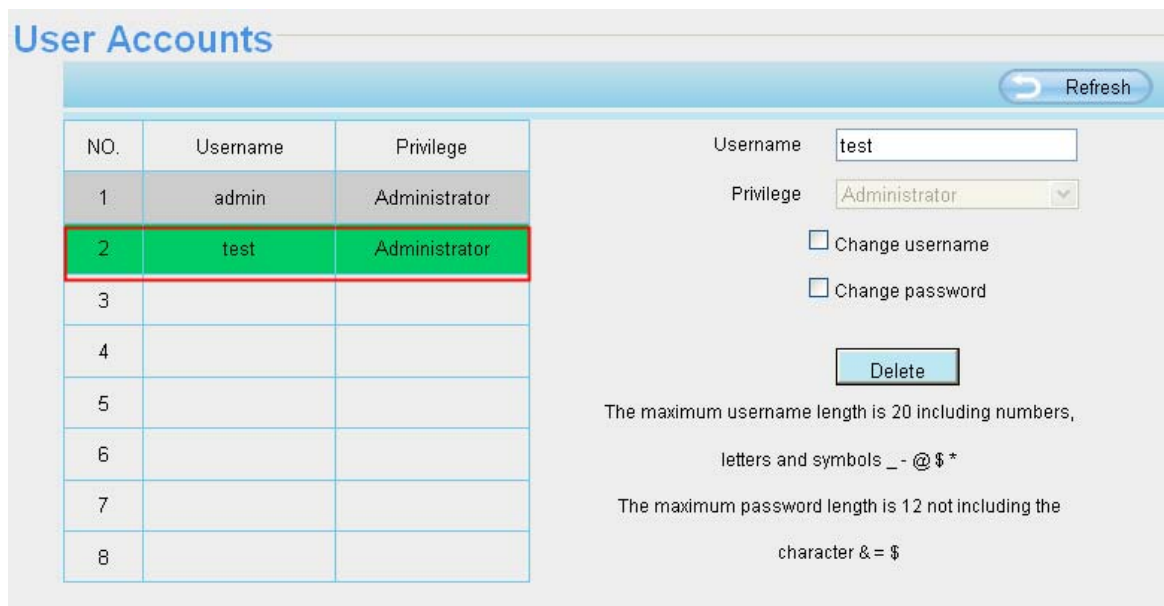 User Accounts
Refresh
NO. Username Privilege
1 admin Administrator
2 test Administrator
3
4
5
6
7
8
Username test
Privilege Administrator
Change username
Change password
Delete
The maximum username length is 20 including numbers,
letters and symbols _ - @ $ *
The maximum password length is 12 not including the
character & = $